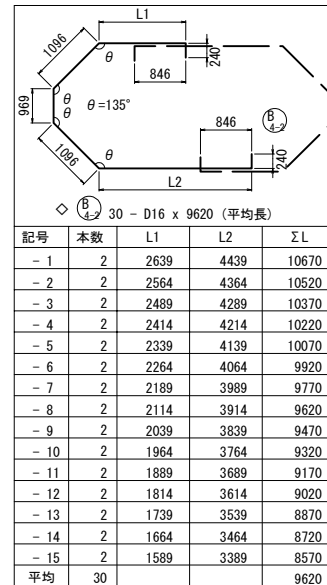 L1
1096
θ
846
240
969
θ
θ
θ =135°
846
B
4-2
1096
θ
240
L2
◇ B 4-2 30 - D16 x 9620 (平均長)
記号 本数 L1 L2 ΣL
- 1 2 2639 4439 10670
- 2 2 2564 4364 10520
- 3 2 2489 4289 10370
- 4 2 2414 4214 10220
- 5 2 2339 4139 10070
- 6 2 2264 4064 9920
- 7 2 2189 3989 9770
- 8 2 2114 3914 9620
- 9 2 2039 3839 9470
- 10 2 1964 3764 9320
- 11 2 1889 3689 9170
- 12 2 1814 3614 9020
- 13 2 1739 3539 8870
- 14 2 1664 3464 8720
- 15 2 1589 3389 8570
平均 30 9620